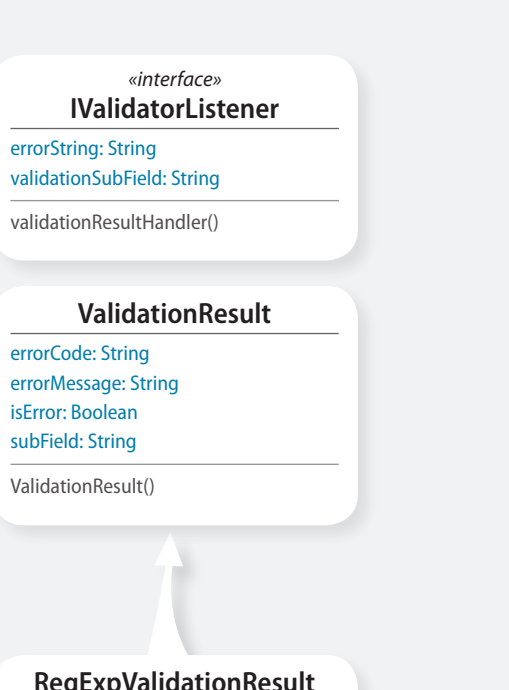 «interface»
IValidatorListener
errorString: String
validationSubField: String
validationResultHandler()
ValidationResult
errorCode: String
errorMessage: String
isError: Boolean
subField: String
ValidationResult()
RegExpValidationResult